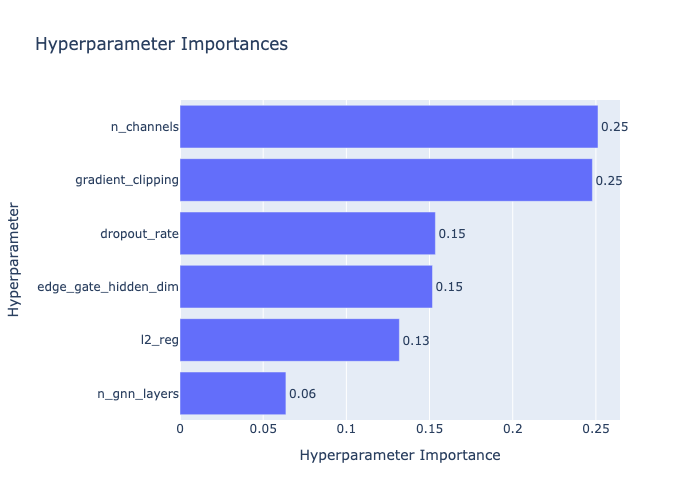 Hyperparameter Importances
Hyperparameter
n_channels 0.25
gradient_clipping 0.25
dropout_rate 0.15
edge_gate_hidden_dim 0.15
l2_reg 0.13
n_gnn_layers 0.06
0 0.05 0.1 0.15 0.2 0.25
Hyperparameter Importance